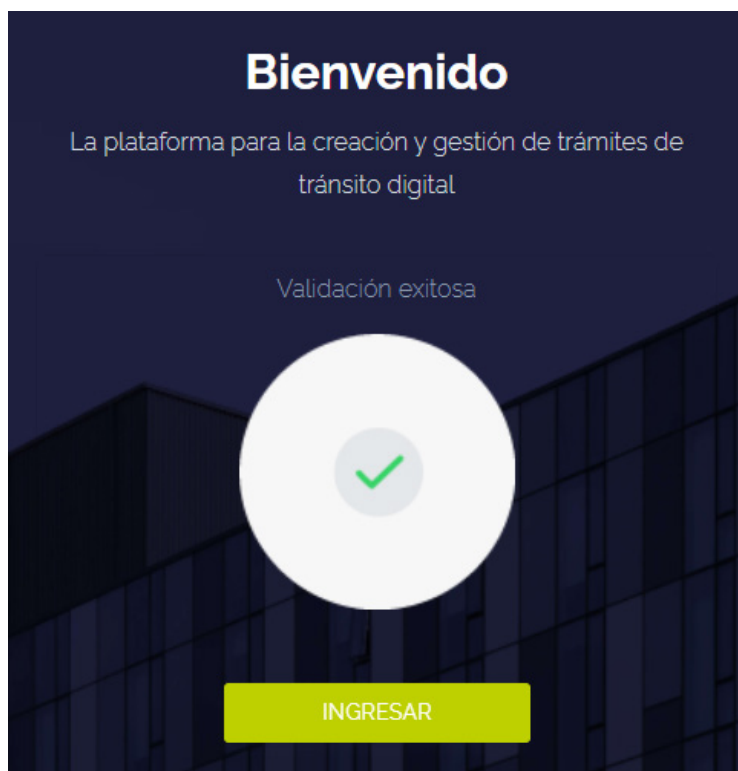 Bienvenido
La plataforma para la creación y gestión de trámites de
tránsito digital
Validación exitosa
INGRESAR